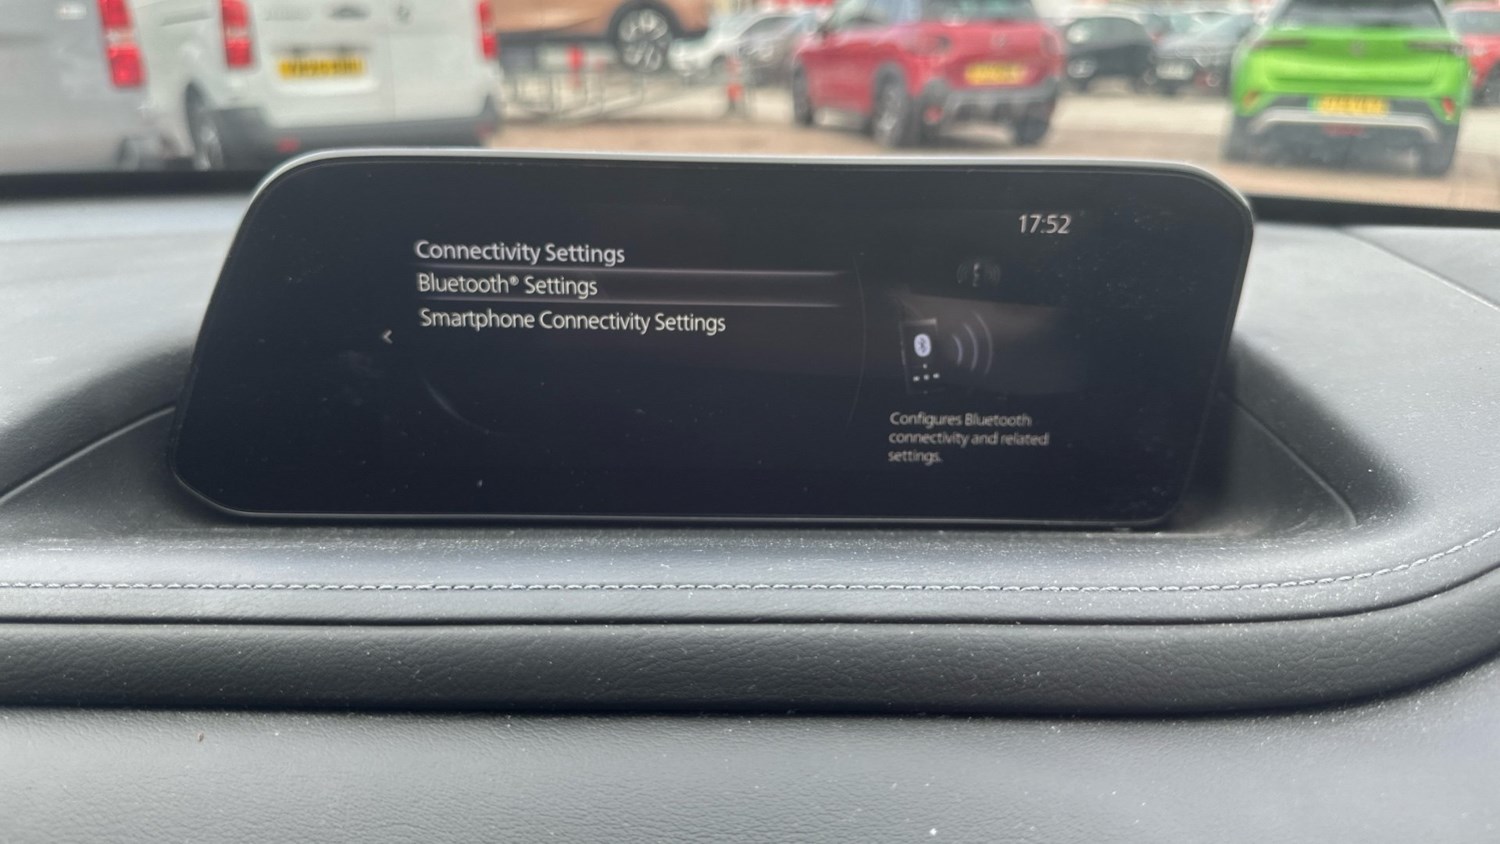 17:52
Connectivity Settings
Bluetooth® Settings
Smartphone Connectivity Settings
Configures Bluetooth
connectivity and related
settings.